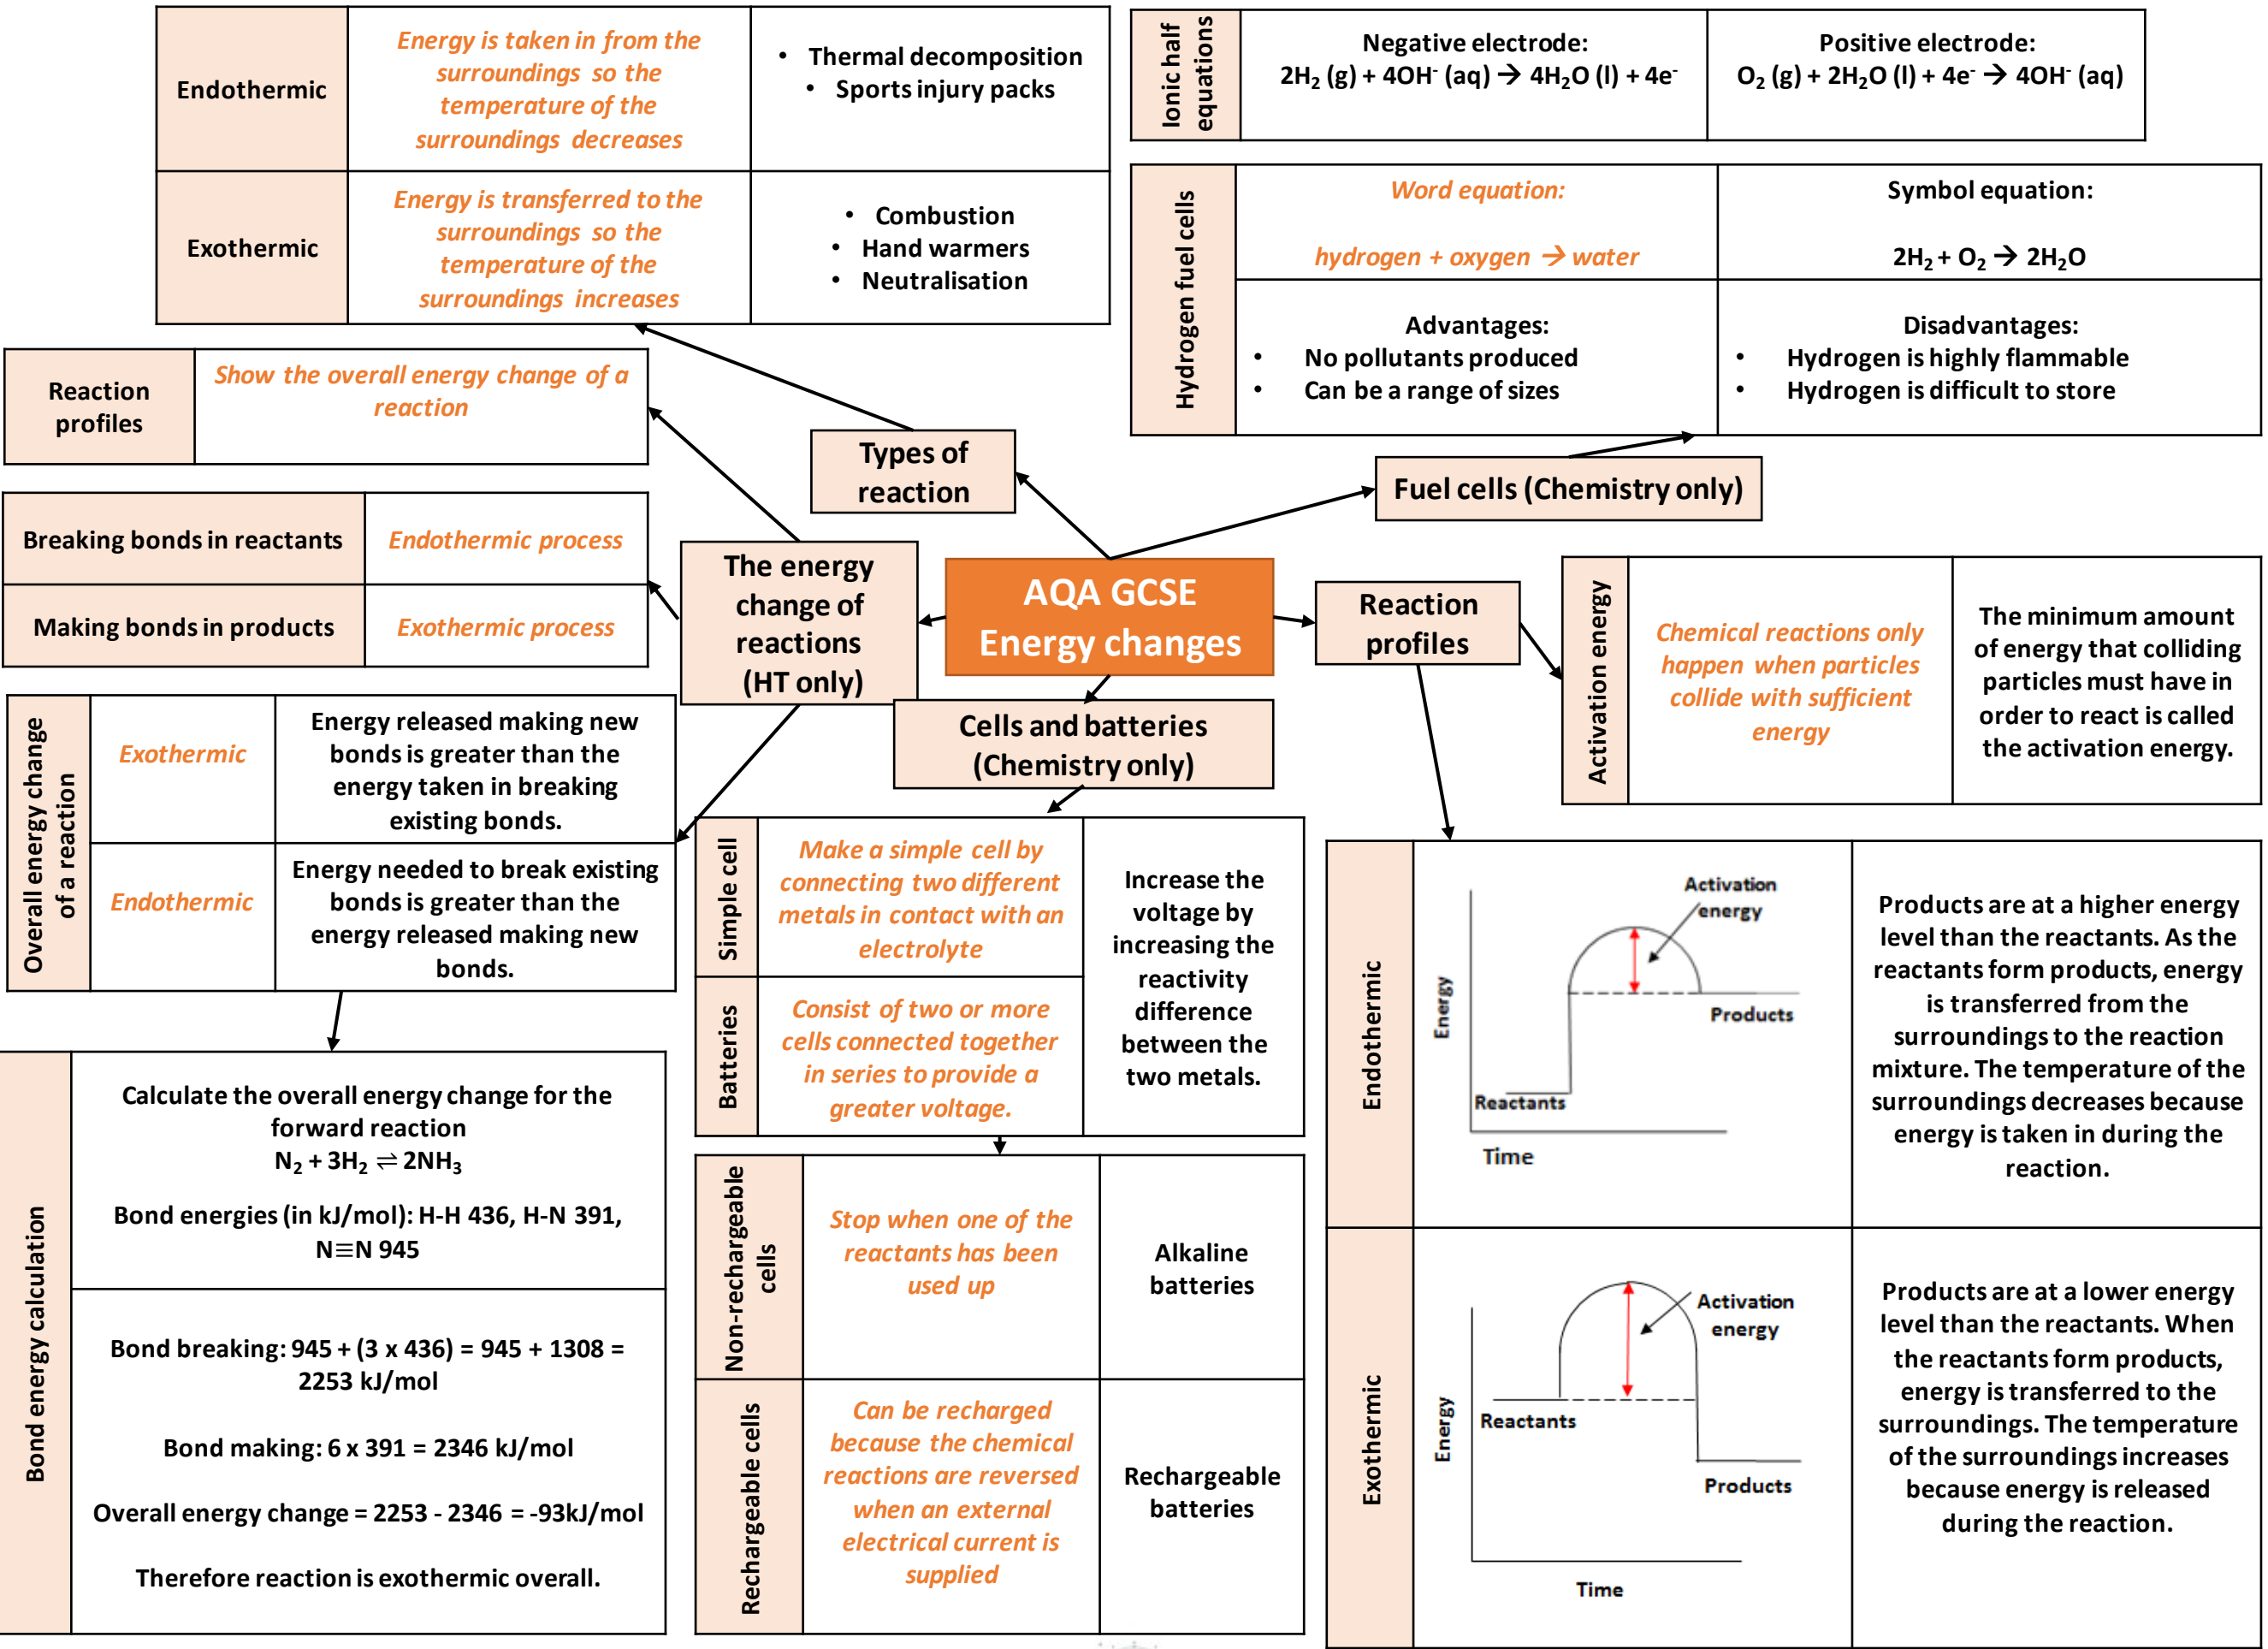 Endothermic
Energy is taken in from the
surroundings so the
temperature of the
surroundings decreases
• Thermal decomposition
• Sports injury packs
Exothermic
Energy is transferred to the
surroundings so the
temperature of the
surroundings increases
• Combustion
• Hand warmers
• Neutralisation
Ionic half
equations
Negative electrode:
2H₂ (g) + 4OH⁻ (aq) → 4H₂O (l) + 4e⁻
Positive electrode:
O₂ (g) + 2H₂O (l) + 4e⁻ → 4OH⁻ (aq)
Hydrogen fuel cells
Word equation:
hydrogen + oxygen → water
Symbol equation:
2H₂ + O₂ → 2H₂O
Advantages:
• No pollutants produced
• Can be a range of sizes
Disadvantages:
• Hydrogen is highly flammable
• Hydrogen is difficult to store
Reaction
profiles
Show the overall energy change of a
reaction
Types of
reaction
Fuel cells (Chemistry only)
Breaking bonds in reactants
Endothermic process
Making bonds in products
Exothermic process
The energy
change of
reactions
(HT only)
AQA GCSE
Energy changes
Reaction
profiles
Activation energy
Chemical reactions only
happen when particles
collide with sufficient
energy
The minimum amount
of energy that colliding
particles must have in
order to react is called
the activation energy.
Cells and batteries
(Chemistry only)
Overall energy change
of a reaction
Exothermic
Energy released making new
bonds is greater than the
energy taken in breaking
existing bonds.
Endothermic
Energy needed to break existing
bonds is greater than the
energy released making new
bonds.
Simple cell
Make a simple cell by
connecting two different
metals in contact with an
electrolyte
Increase the
voltage by
increasing the
reactivity
difference
between the
two metals.
Batteries
Consist of two or more
cells connected together
in series to provide a
greater voltage.
Bond energy calculation
Calculate the overall energy change for the
forward reaction
N₂ + 3H₂ ⇌ 2NH₃
Bond energies (in kJ/mol): H-H 436, H-N 391,
N≡N 945
Bond breaking: 945 + (3 x 436) = 945 + 1308 =
2253 kJ/mol
Bond making: 6 x 391 = 2346 kJ/mol
Overall energy change = 2253 - 2346 = -93kJ/mol
Therefore reaction is exothermic overall.
Non-rechargeable
cells
Stop when one of the
reactants has been
used up
Alkaline
batteries
Rechargeable cells
Can be recharged
because the chemical
reactions are reversed
when an external
electrical current is
supplied
Rechargeable
batteries
Endothermic
Energy
Activation
energy
Products
Reactants
Time
Products are at a higher energy
level than the reactants. As the
reactants form products, energy
is transferred from the
surroundings to the reaction
mixture. The temperature of the
surroundings decreases because
energy is taken in during the
reaction.
Exothermic
Energy
Activation
energy
Reactants
Products
Time
Products are at a lower energy
level than the reactants. When
the reactants form products,
energy is transferred to the
surroundings. The temperature
of the surroundings increases
because energy is released
during the reaction.